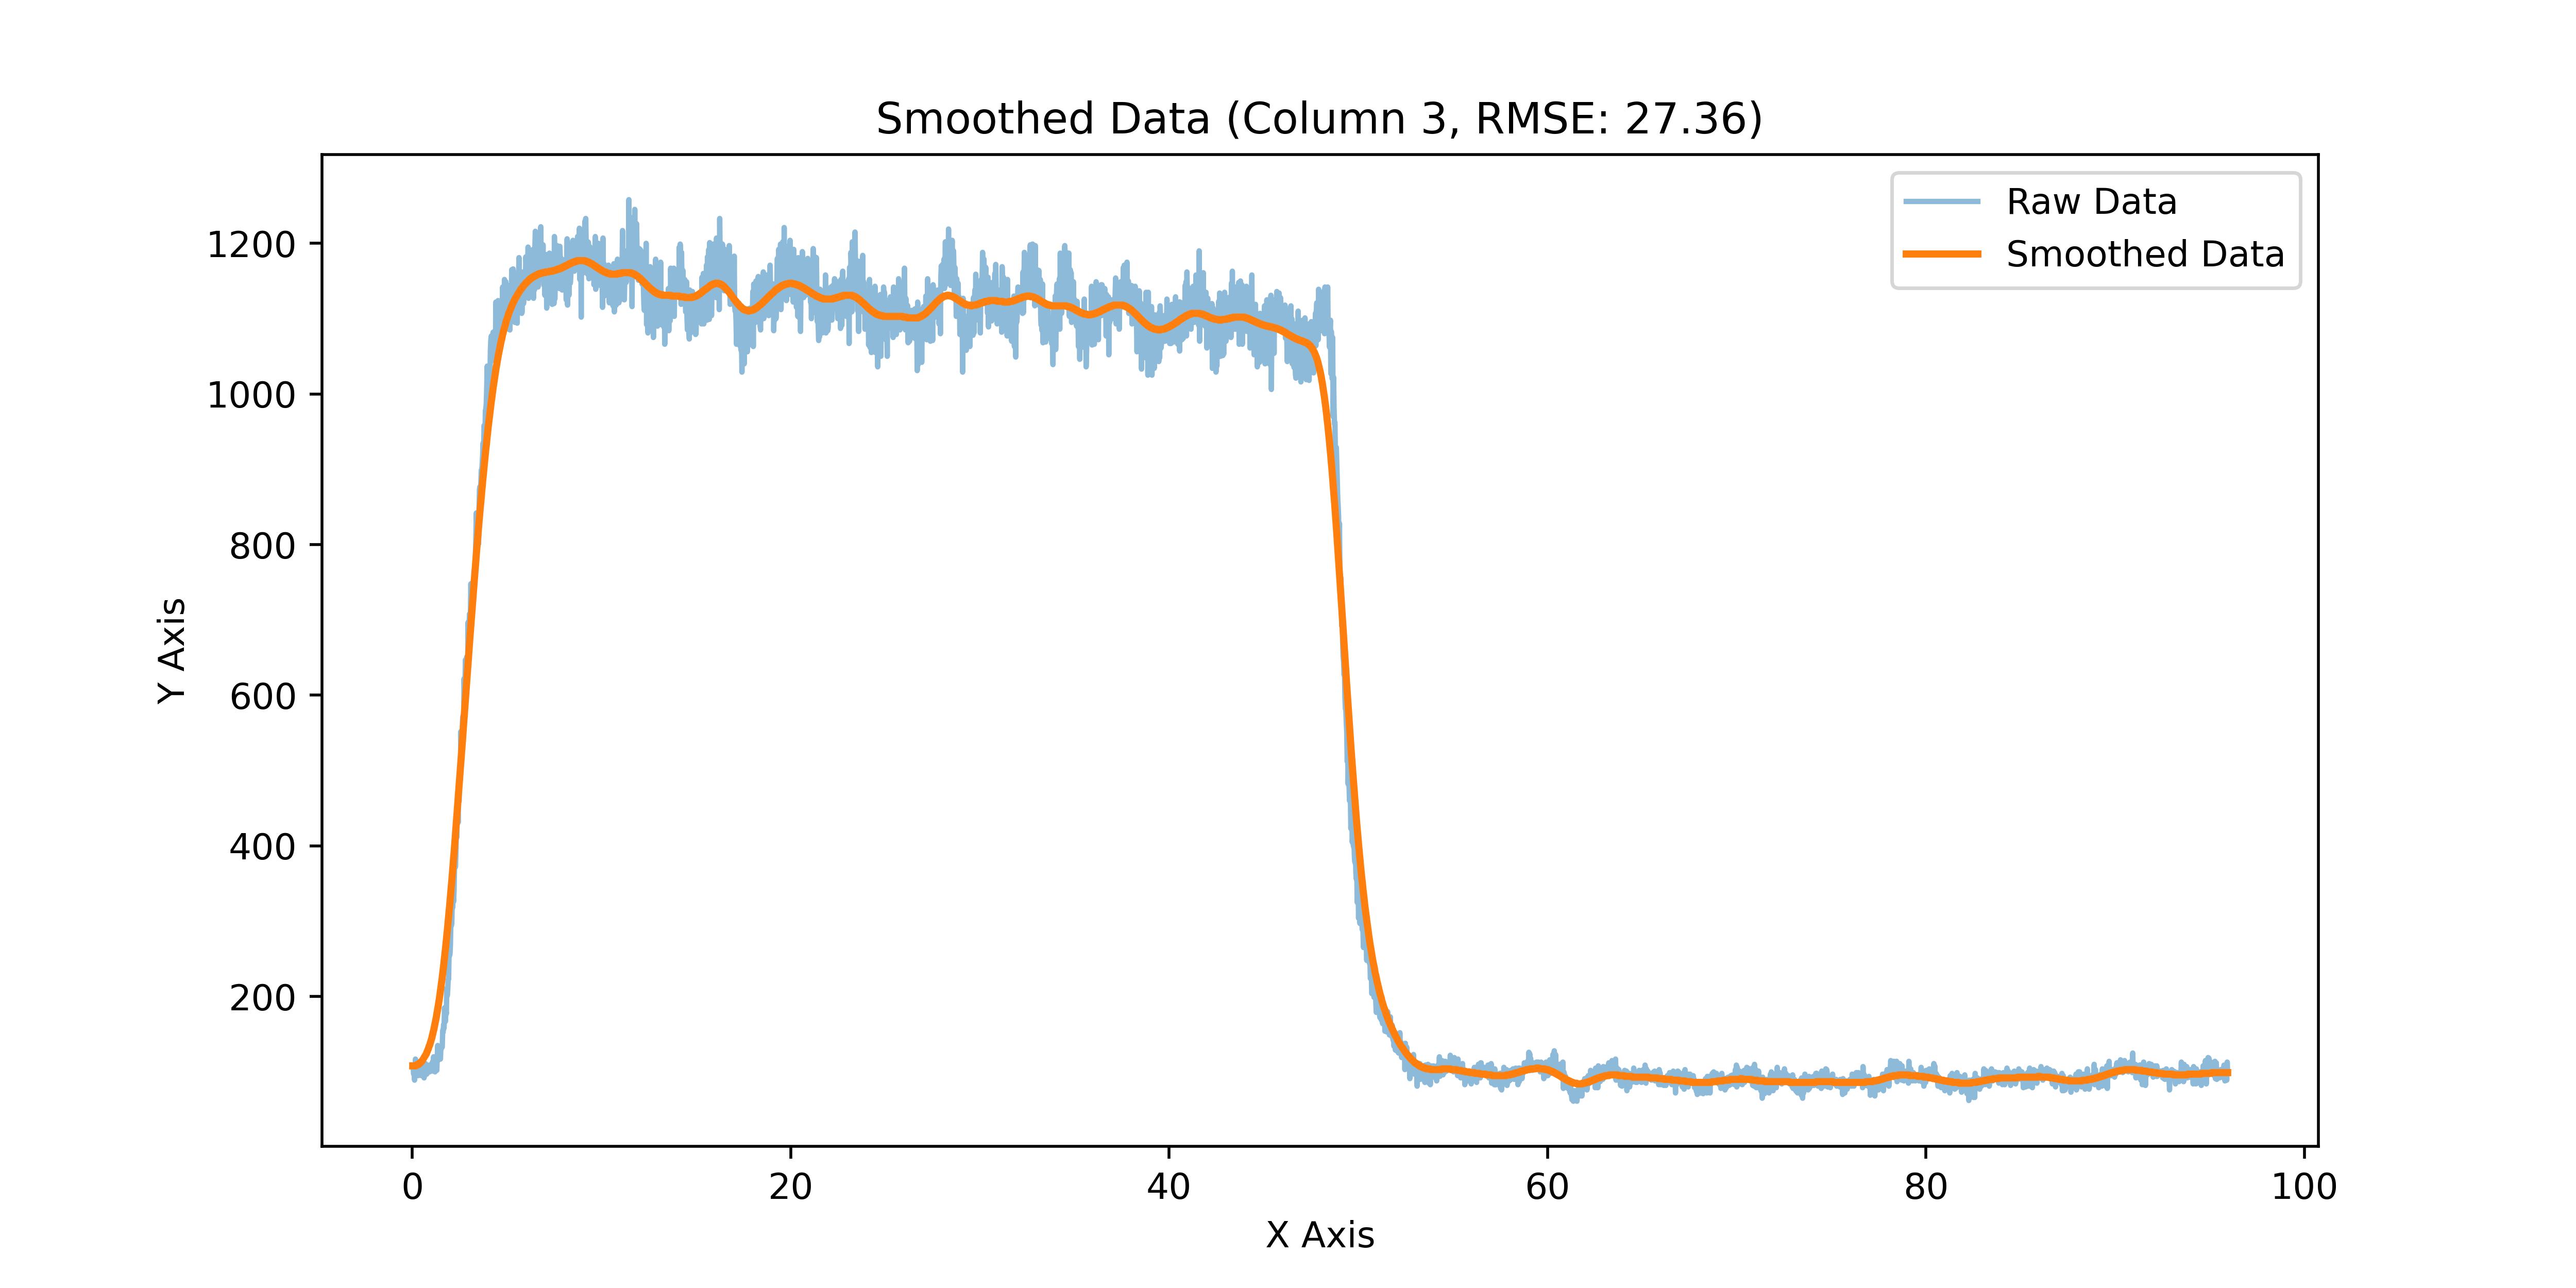 Smoothed Data (Column 3, RMSE: 27.36)
Raw Data
Smoothed Data
1200
1000
800
600
400
200
Y Axis
0 20 40 60 80 100
X Axis